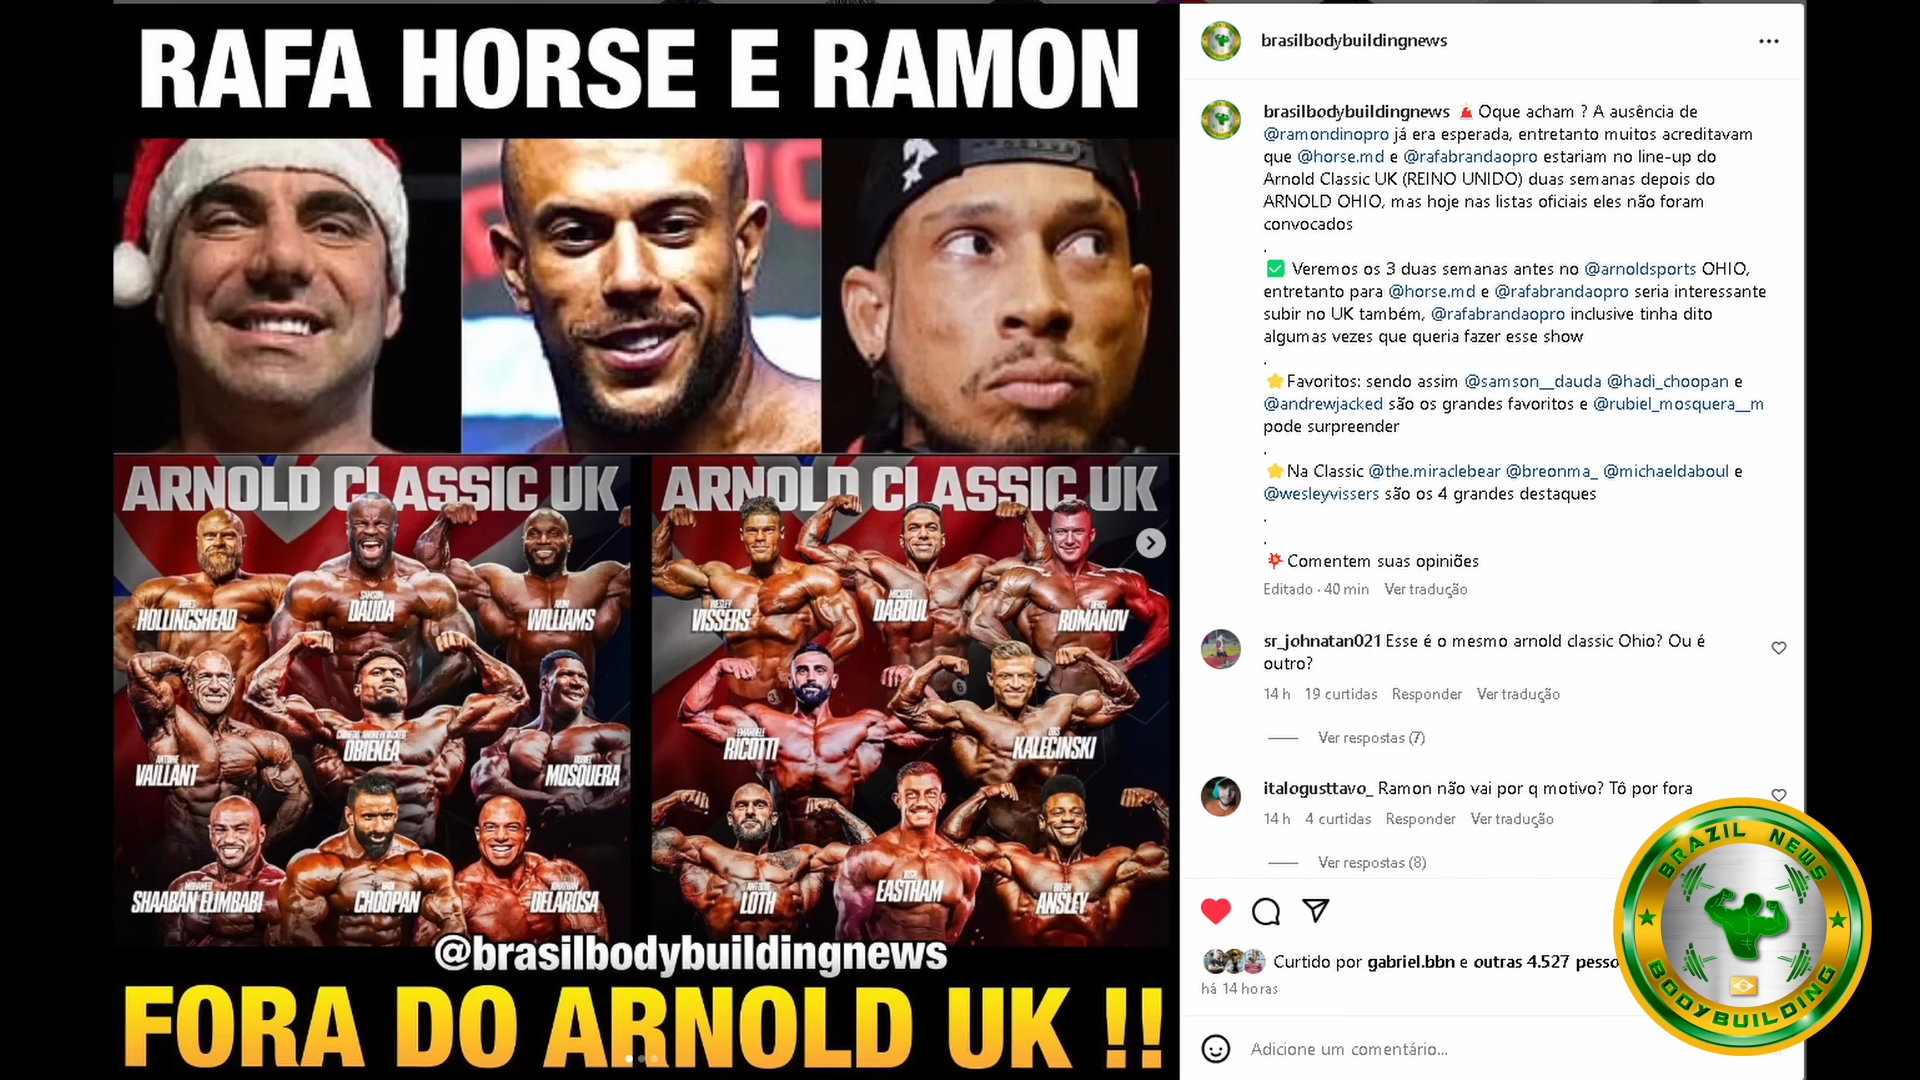 RAFA HORSE E RAMON
ARNOLD CLASSIC UK
HOLLINGSHEAD
SAMSON
DAUDA
WILLIAMS
VAILLANT
OBIEKEA
MOSQUERA
SHAABAN ELIMBABI
CHOOPAN
DELAROSA
ARNOLD CLASSIC UK
WESLEY
VISSERS
MICHAEL
DABOUL
ROMANOV
RICOTTI
KALECINSKI
LOTH
EASTHAM
ANSLEY
@brasilbodybuildingnews
FORA DO ARNOLD UK !!
brasilbodybuildingnews
brasilbodybuildingnews 🚨 Oque acham ? A ausência de
@ramondinopro já era esperada, entretanto muitos acreditavam
que @horse.md e @rafabrandaopro estariam no line-up do
Arnold Classic UK (REINO UNIDO) duas semanas depois do
ARNOLD OHIO, mas hoje nas listas oficiais eles não foram
convocados
.
✅ Veremos os 3 duas semanas antes no @arnoldsports OHIO,
entretanto para @horse.md e @rafabrandaopro seria interessante
subir no UK também, @rafabrandaopro inclusive tinha dito
algumas vezes que queria fazer esse show
.
⭐Favoritos: sendo assim @samson__dauda @hadi_choopan e
@andrewjacked são os grandes favoritos e @rubiel_mosquera__m
pode surpreender
.
⭐Na Classic @the.miraclebear @breonma_ @michaeldaboul e
@wesleyvissers são os 4 grandes destaques
.
.
💥Comentem suas opiniões
Editado · 40 min Ver tradução
sr_johnatan021 Esse é o mesmo arnold classic Ohio? Ou é
outro?
14 h 19 curtidas Responder Ver tradução
Ver respostas (7)
italogusttavo_ Ramon não vai por q motivo? Tô por fora
14 h 4 curtidas Responder Ver tradução
Ver respostas (8)
Curtido por gabriel.bbn e outras 4.527 pesso
há 14 horas
Adicione um comentário...
BRAZIL NEWS
BODYBUILDING